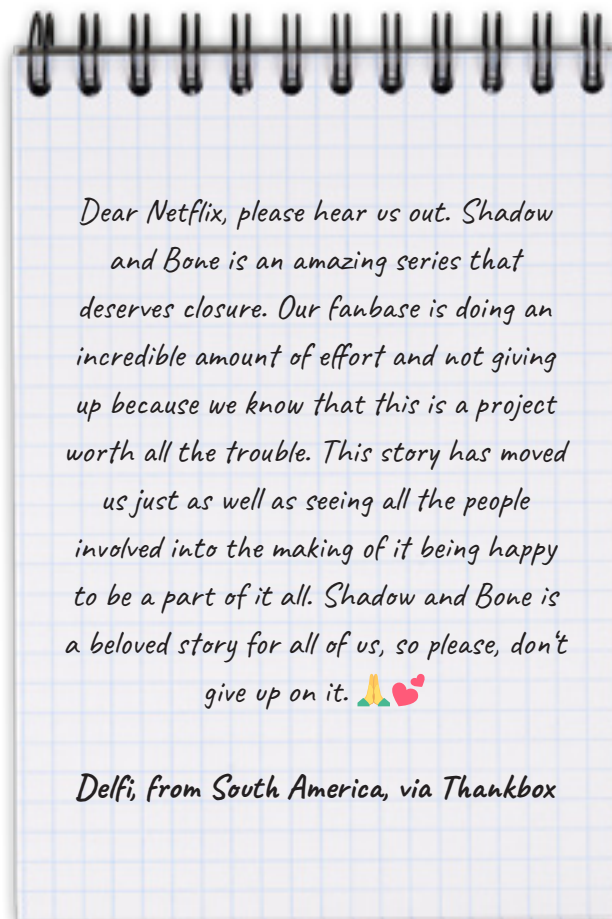 Dear Netflix, please hear us out. Shadow
and Bone is an amazing series that
deserves closure. Our fanbase is doing an
incredible amount of effort and not giving
up because we know that this is a project
worth all the trouble. This story has moved
us just as well as seeing all the people
involved into the making of it being happy
to be a part of it all. Shadow and Bone is
a beloved story for all of us, so please, don't
give up on it. 🙏💕
Delfi, from South America, via Thankbox